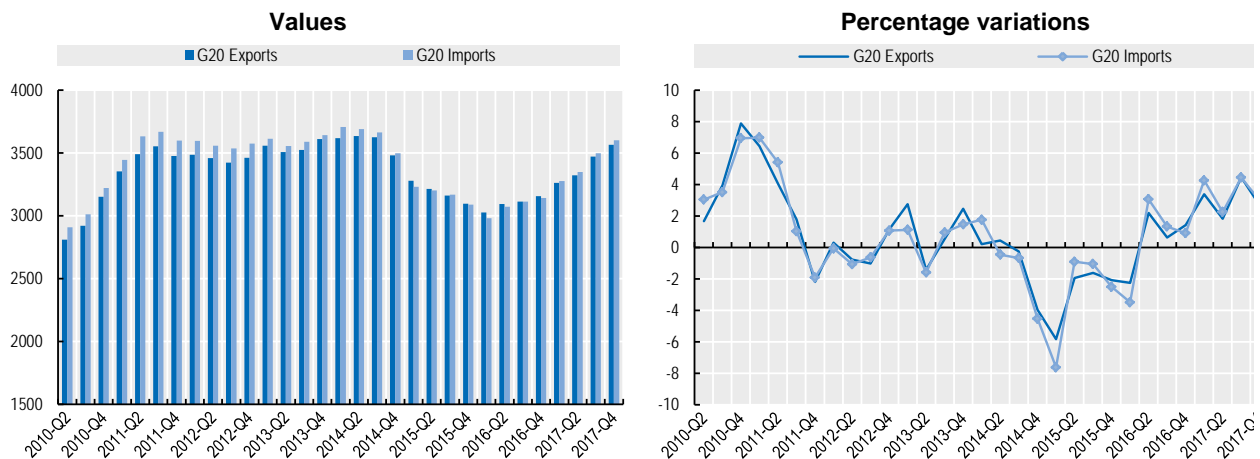 Values
G20 Exports
G20 Imports
4000
3500
3000
2500
2000
1500
2010-Q2
2010-Q4
2011-Q2
2011-Q4
2012-Q2
2012-Q4
2013-Q2
2013-Q4
2014-Q2
2014-Q4
2015-Q2
2015-Q4
2016-Q2
2016-Q4
2017-Q2
2017-Q4
Percentage variations
G20 Exports
G20 Imports
10
8
6
4
2
0
-2
-4
-6
-8
-10
2010-Q2
2010-Q4
2011-Q2
2011-Q4
2012-Q2
2012-Q4
2013-Q2
2013-Q4
2014-Q2
2014-Q4
2015-Q2
2015-Q4
2016-Q2
2016-Q4
2017-Q2